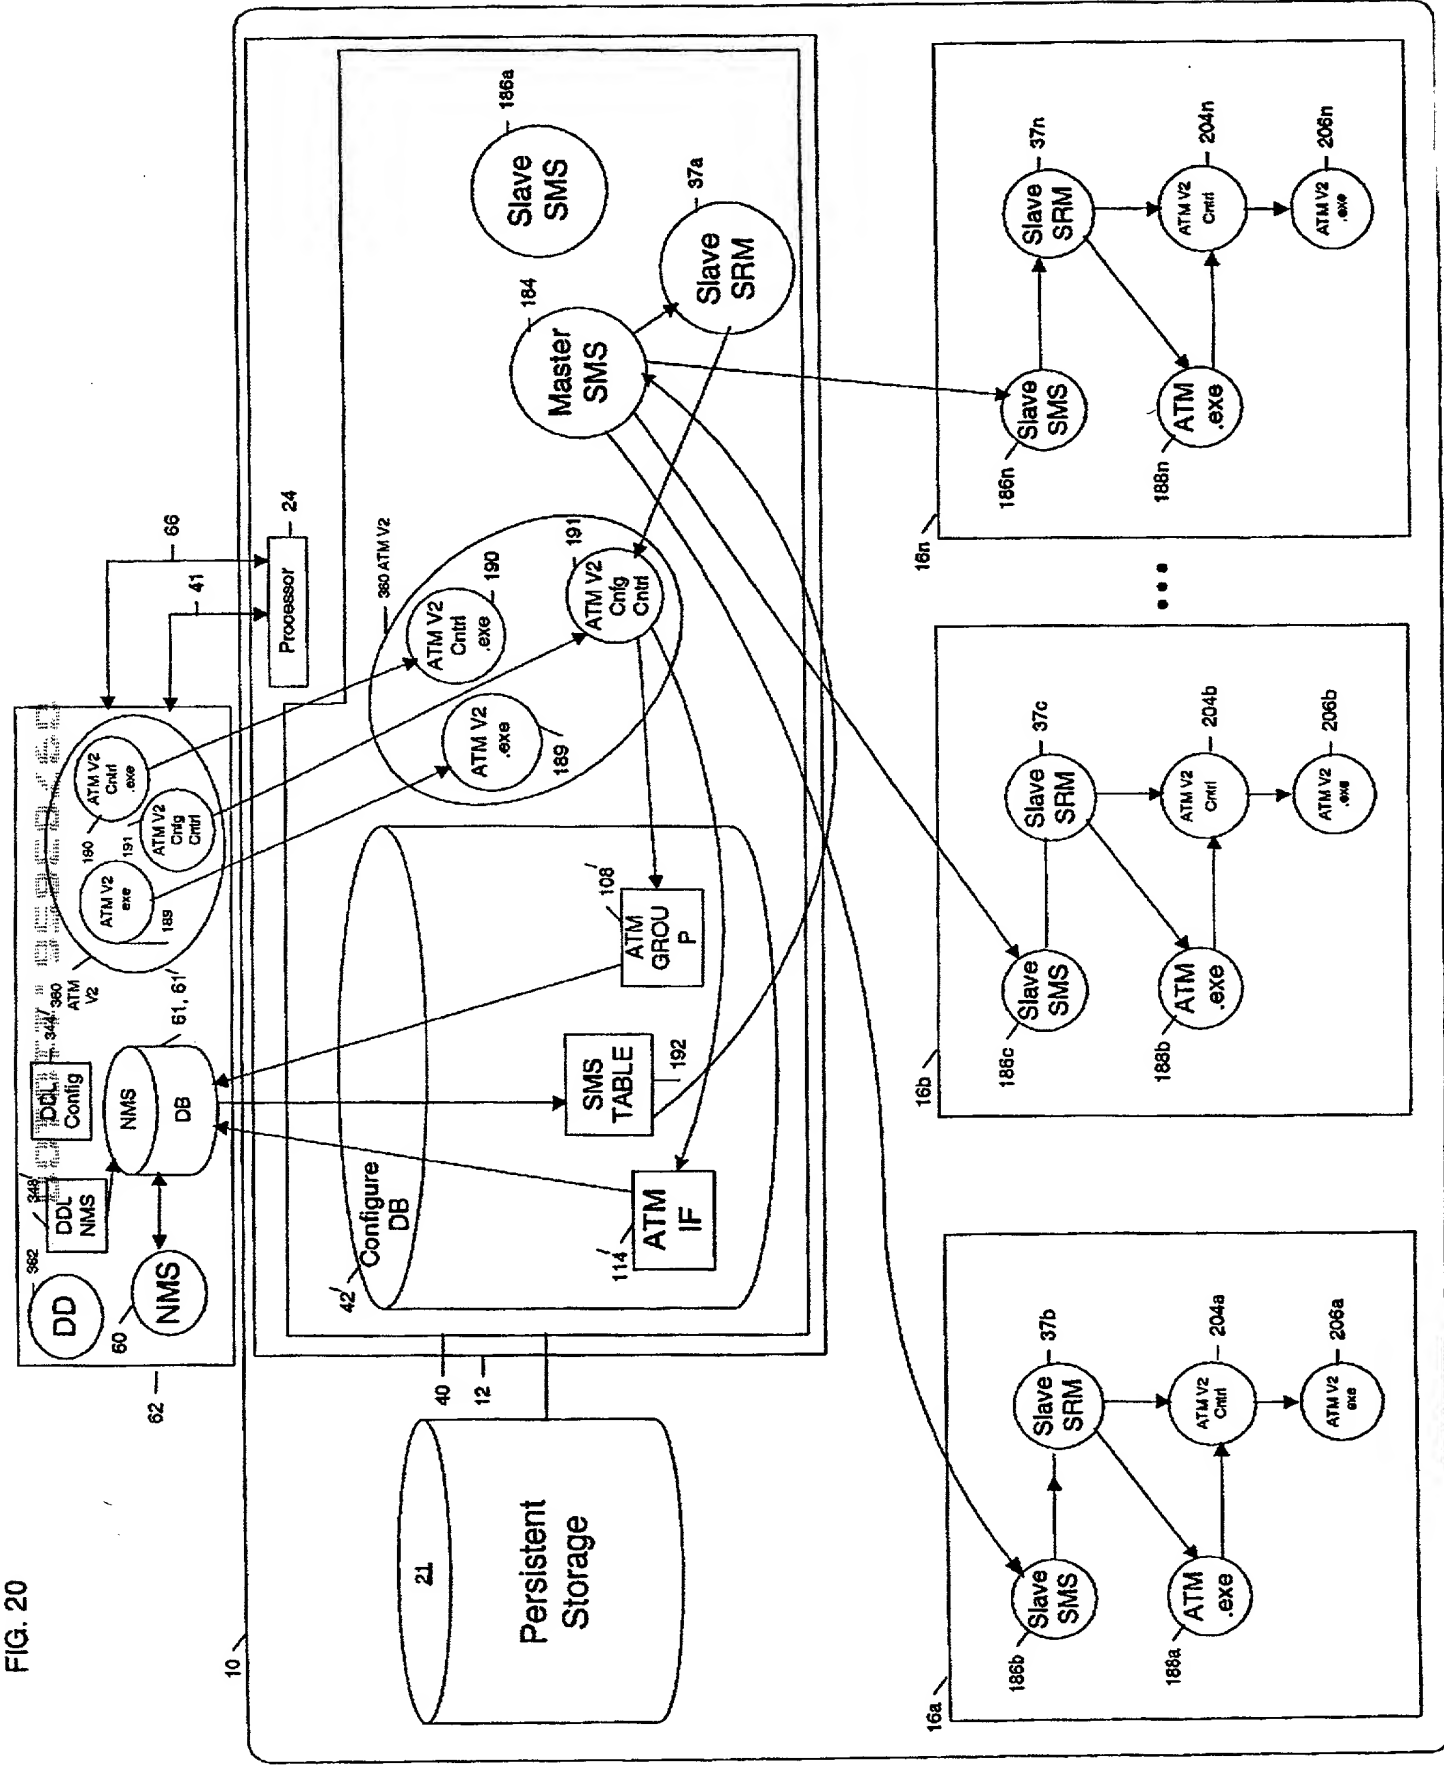 FIG. 20
DD
362
348'
DDL
NMS
DDL
Config
344'
360
ATM
V2
NMS
60
62
NMS
DB
61, 61'
ATM V2
exe
189
ATM V2
Cntrl
.exe
190
191
ATM V2
Cnfg
Cntrl
66
41
24
Processor
10
21
Persistent
Storage
40
12
42'
Configure
DB
114'
ATM
IF
SMS
TABLE
192
108'
ATM
GROU
P
360 ATM V2
ATM V2
.exe
189
ATM V2
Cntrl
.exe
190
191
ATM V2
Cnfg
Cntrl
Master
SMS
184
Slave
SMS
186a
Slave
SRM
37a
16a
186b
Slave
SMS
Slave
SRM
37b
188a
ATM
.exe
ATM V2
Cntrl
204a
ATM V2
exe
206a
16b
186c
Slave
SMS
Slave
SRM
37c
188b
ATM
.exe
ATM V2
Cntrl
204b
ATM V2
.exe
206b
16n
186n
Slave
SMS
Slave
SRM
37n
188n
ATM
.exe
ATM V2
Cntrl
204n
ATM V2
.exe
206n